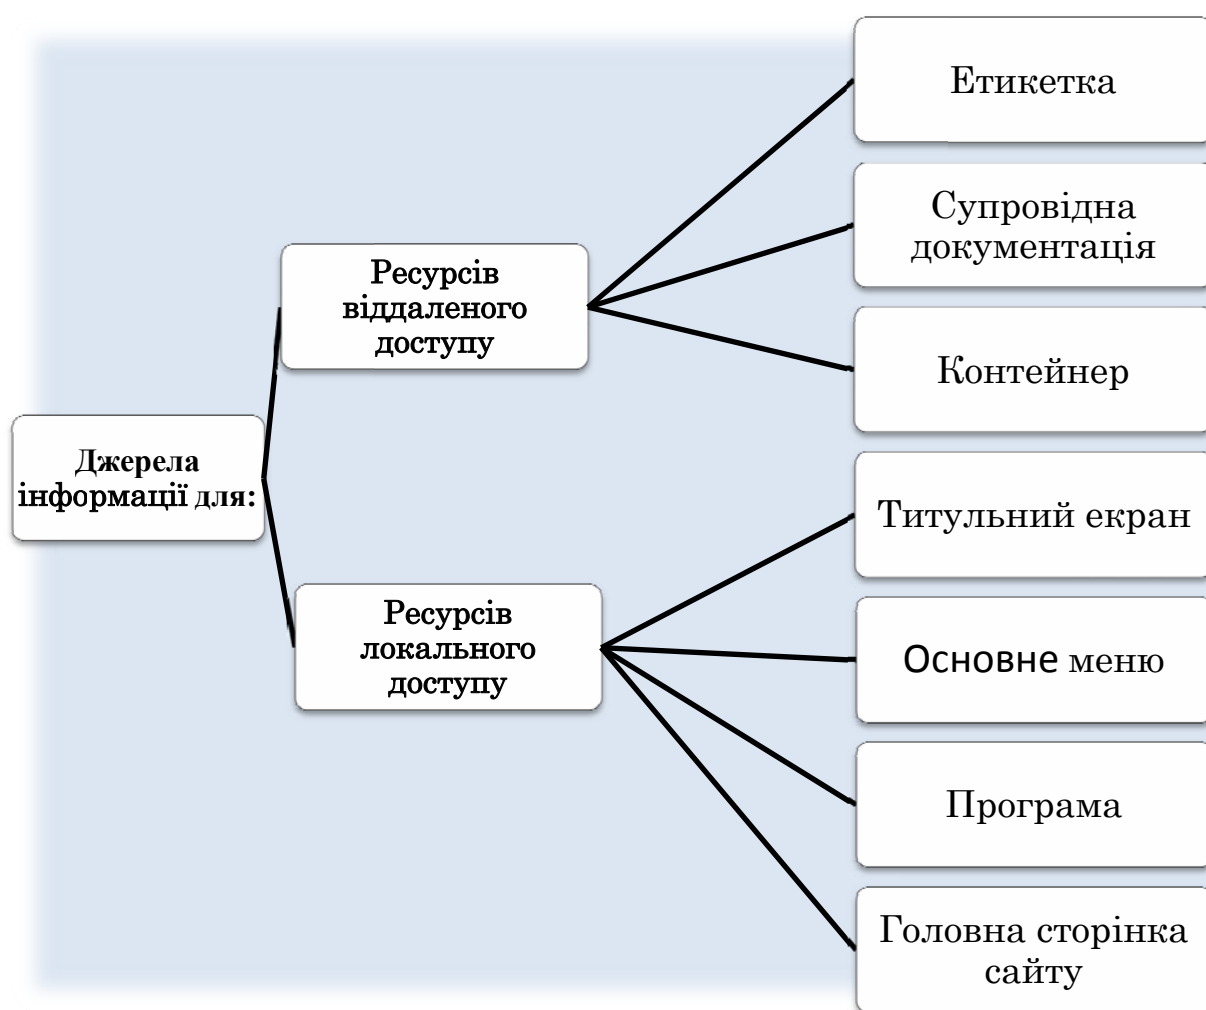 Джерела
інформації для:
Ресурсів
віддаленого
доступу
Етикетка
Супровідна
документація
Контейнер
Ресурсів
локального
доступу
Титульний екран
Основне меню
Програма
Головна сторінка
сайту